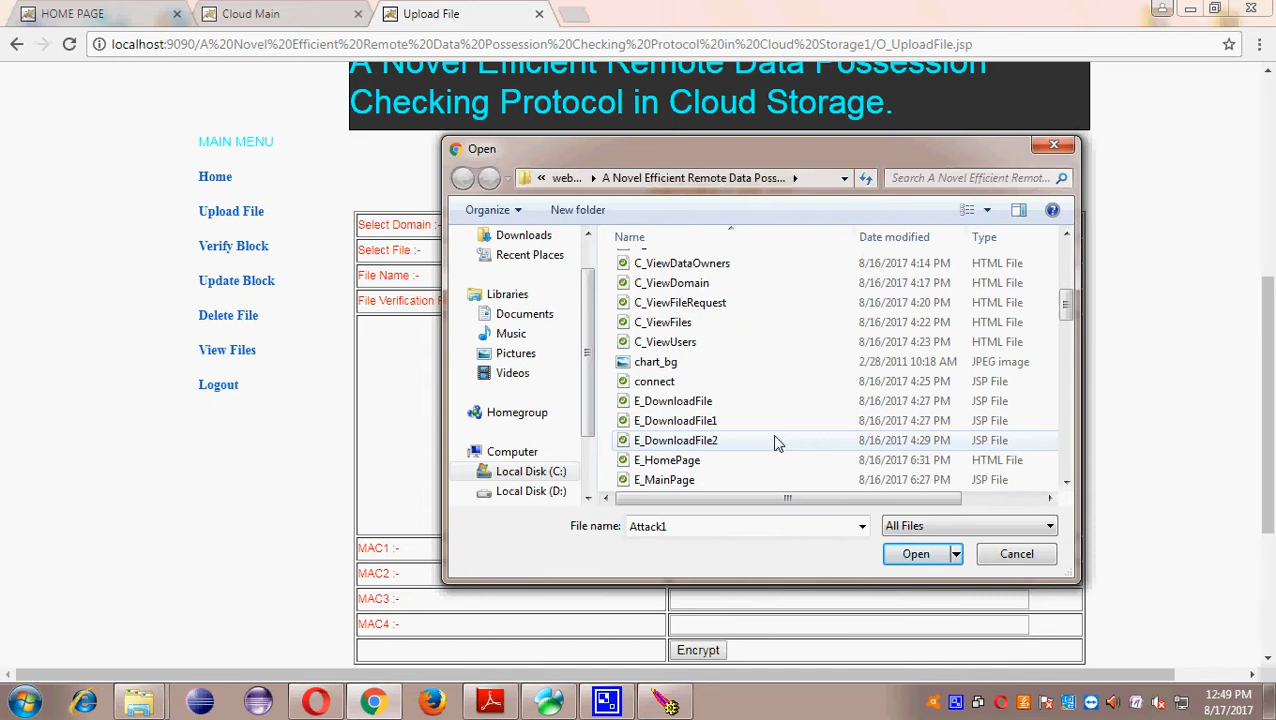 HOME PAGE
Cloud Main
Upload File
localhost:9090/A%20Novel%20Efficient%20Remote%20Data%20Possession%20Checking%20Protocol%20in%20Cloud%20Storage1/O_UploadFile.jsp
A Novel Efficient Remote Data Possession
Checking Protocol in Cloud Storage.
MAIN MENU
Home
Upload File
Verify Block
Update Block
Delete File
View Files
Logout
Select Domain :-
Select File :-
File Name :-
File Verification
MAC1 :-
MAC2 :-
MAC3 :-
MAC4 :-
Encrypt
Open
« web... A Novel Efficient Remote Data Poss...
Search A Novel Efficient Remot...
Organize
New folder
Downloads
Recent Places
Libraries
Documents
Music
Pictures
Videos
Homegroup
Computer
Local Disk (C:)
Local Disk (D:)
Name Date modified Type
C_ViewDataOwners 8/16/2017 4:14 PM HTML File
C_ViewDomain 8/16/2017 4:17 PM HTML File
C_ViewFileRequest 8/16/2017 4:20 PM HTML File
C_ViewFiles 8/16/2017 4:22 PM HTML File
C_ViewUsers 8/16/2017 4:23 PM HTML File
chart_bg 2/28/2011 10:18 AM JPEG image
connect 8/16/2017 4:25 PM JSP File
E_DownloadFile 8/16/2017 4:27 PM JSP File
E_DownloadFile1 8/16/2017 4:27 PM JSP File
E_DownloadFile2 8/16/2017 4:29 PM JSP File
E_HomePage 8/16/2017 6:31 PM HTML File
E_MainPage 8/16/2017 6:27 PM JSP File
File name: Attack1
All Files
Open
Cancel
12:49 PM
8/17/2017